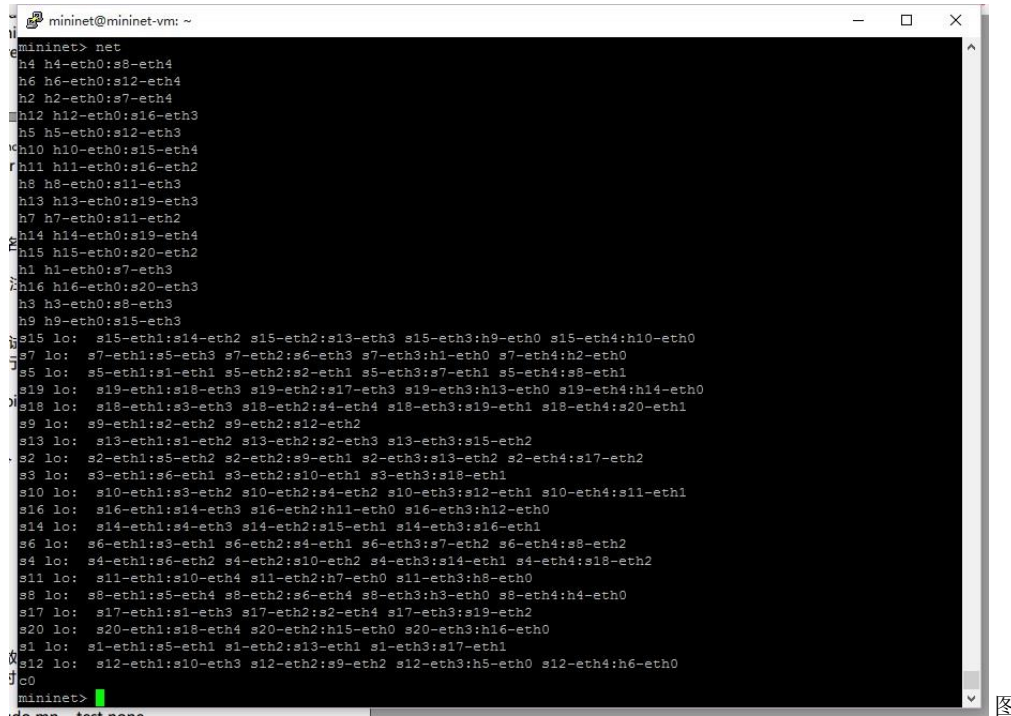 mininet@mininet-vm: ~
mininet> net
h4 h4-eth0:s8-eth4
h6 h6-eth0:s12-eth4
h2 h2-eth0:s7-eth4
h12 h12-eth0:s16-eth3
h5 h5-eth0:s12-eth3
h10 h10-eth0:s15-eth4
h11 h11-eth0:s16-eth2
h8 h8-eth0:s11-eth3
h13 h13-eth0:s19-eth3
h7 h7-eth0:s11-eth2
h14 h14-eth0:s19-eth4
h15 h15-eth0:s20-eth2
h1 h1-eth0:s7-eth3
h16 h16-eth0:s20-eth3
h3 h3-eth0:s8-eth3
h9 h9-eth0:s15-eth3
s15 lo:  s15-eth1:s14-eth2 s15-eth2:s13-eth3 s15-eth3:h9-eth0 s15-eth4:h10-eth0
s7 lo:  s7-eth1:s5-eth3 s7-eth2:s6-eth3 s7-eth3:h1-eth0 s7-eth4:h2-eth0
s5 lo:  s5-eth1:s1-eth1 s5-eth2:s2-eth1 s5-eth3:s7-eth1 s5-eth4:s8-eth1
s19 lo:  s19-eth1:s18-eth3 s19-eth2:s17-eth3 s19-eth3:h13-eth0 s19-eth4:h14-eth0
s18 lo:  s18-eth1:s3-eth3 s18-eth2:s4-eth4 s18-eth3:s19-eth1 s18-eth4:s20-eth1
s9 lo:  s9-eth1:s2-eth2 s9-eth2:s12-eth2
s13 lo:  s13-eth1:s1-eth2 s13-eth2:s2-eth3 s13-eth3:s15-eth2
s2 lo:  s2-eth1:s5-eth2 s2-eth2:s9-eth1 s2-eth3:s13-eth2 s2-eth4:s17-eth2
s3 lo:  s3-eth1:s6-eth1 s3-eth2:s10-eth1 s3-eth3:s18-eth1
s10 lo:  s10-eth1:s3-eth2 s10-eth2:s4-eth2 s10-eth3:s12-eth1 s10-eth4:s11-eth1
s16 lo:  s16-eth1:s14-eth3 s16-eth2:h11-eth0 s16-eth3:h12-eth0
s14 lo:  s14-eth1:s4-eth3 s14-eth2:s15-eth1 s14-eth3:s16-eth1
s6 lo:  s6-eth1:s3-eth1 s6-eth2:s4-eth1 s6-eth3:s7-eth2 s6-eth4:s8-eth2
s4 lo:  s4-eth1:s6-eth2 s4-eth2:s10-eth2 s4-eth3:s14-eth1 s4-eth4:s18-eth2
s11 lo:  s11-eth1:s10-eth4 s11-eth2:h7-eth0 s11-eth3:h8-eth0
s8 lo:  s8-eth1:s5-eth4 s8-eth2:s6-eth4 s8-eth3:h3-eth0 s8-eth4:h4-eth0
s17 lo:  s17-eth1:s1-eth3 s17-eth2:s2-eth4 s17-eth3:s19-eth2
s20 lo:  s20-eth1:s18-eth4 s20-eth2:h15-eth0 s20-eth3:h16-eth0
s1 lo:  s1-eth1:s5-eth1 s1-eth2:s13-eth1 s1-eth3:s17-eth1
s12 lo:  s12-eth1:s10-eth3 s12-eth2:s9-eth2 s12-eth3:h5-eth0 s12-eth4:h6-eth0
c0
mininet>
图